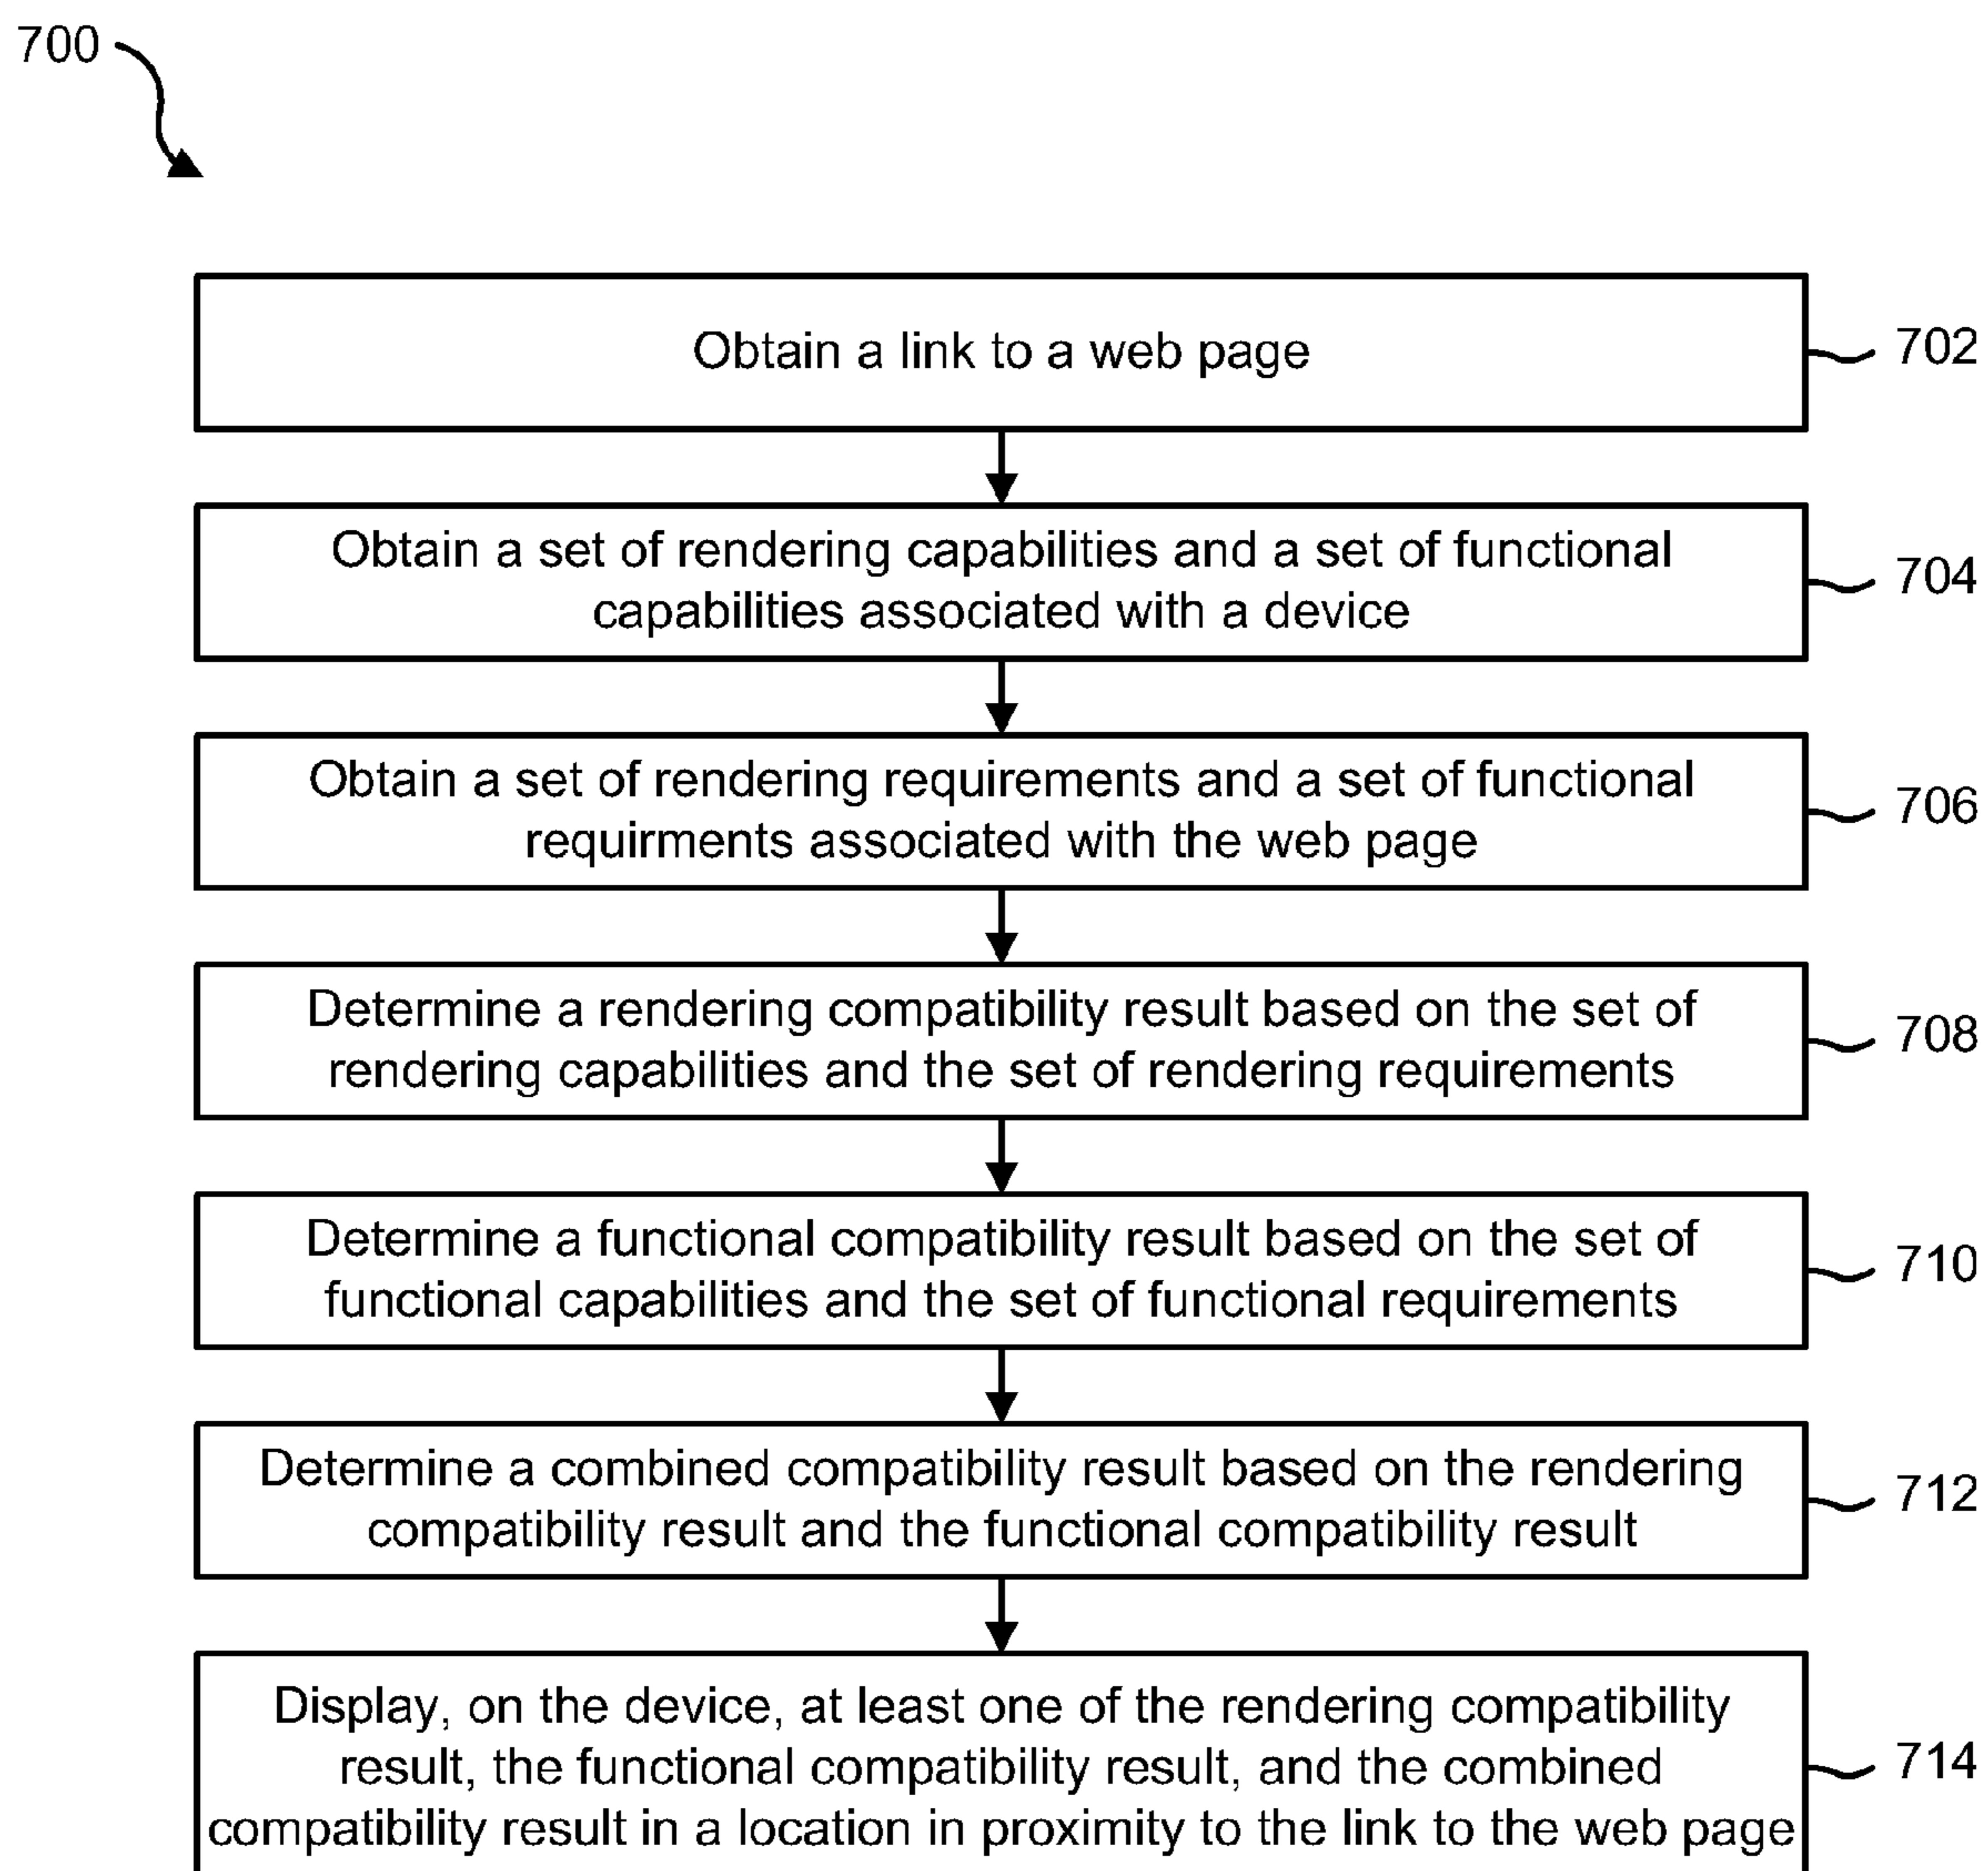 700
Obtain a link to a web page
702
Obtain a set of rendering capabilities and a set of functional
capabilities associated with a device
704
Obtain a set of rendering requirements and a set of functional
requirments associated with the web page
706
Determine a rendering compatibility result based on the set of
rendering capabilities and the set of rendering requirements
708
Determine a functional compatibility result based on the set of
functional capabilities and the set of functional requirements
710
Determine a combined compatibility result based on the rendering
compatibility result and the functional compatibility result
712
Display, on the device, at least one of the rendering compatibility
result, the functional compatibility result, and the combined
compatibility result in a location in proximity to the link to the web page
714